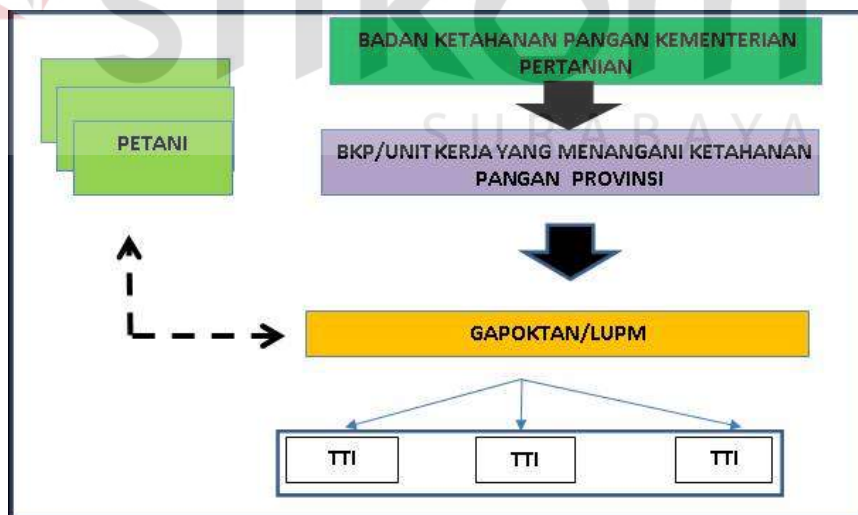 BADAN KETAHANAN PANGAN KEMENTERIAN
PERTANIAN
SURABAYA
PETANI
BKP/UNIT KERJA YANG MENANGANI KETAHANAN
PANGAN PROVINSI
GAPOKTAN/LUPM
TTI
TTI
TTI